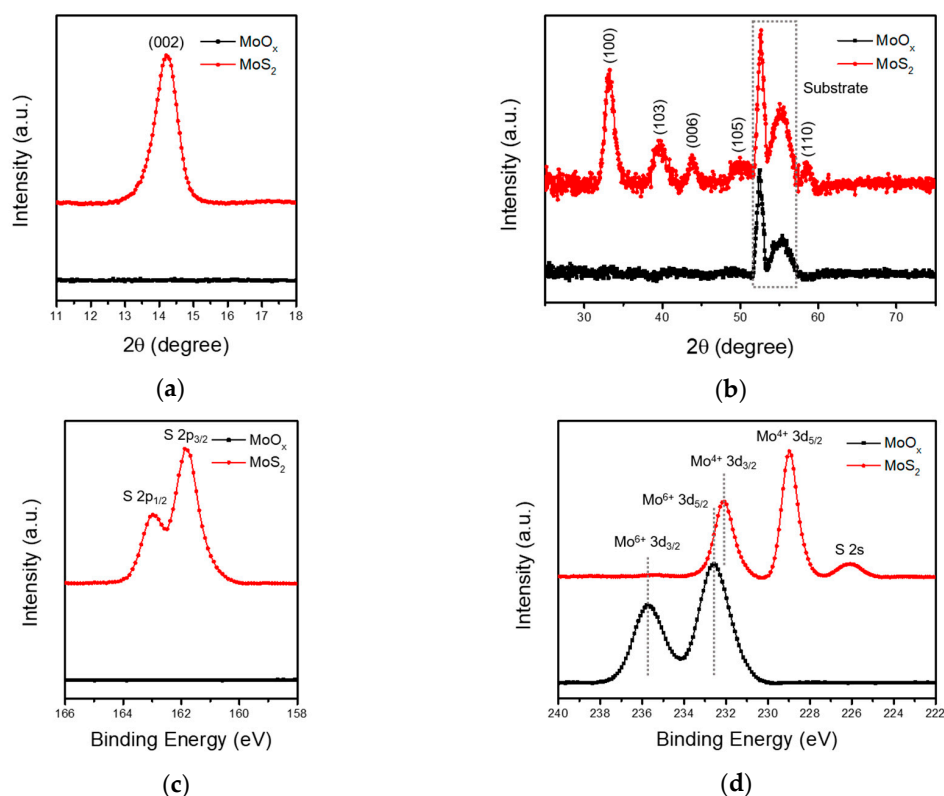 (002)
MoOₓ
MoS₂
Intensity (a.u.)
11 12 13 14 15 16 17 18
2θ (degree)
(a)
(100)
(103)
(006)
(105)
(110)
Substrate
MoOₓ
MoS₂
Intensity (a.u.)
30 40 50 60 70
2θ (degree)
(b)
S 2p₃/₂
S 2p₁/₂
MoOₓ
MoS₂
Intensity (a.u.)
166 164 162 160 158
Binding Energy (eV)
(c)
Mo⁴⁺ 3d₅/₂
Mo⁴⁺ 3d₃/₂
Mo⁶⁺ 3d₅/₂
Mo⁶⁺ 3d₃/₂
S 2s
MoOₓ
MoS₂
Intensity (a.u.)
240 238 236 234 232 230 228 226 224 222
Binding Energy (eV)
(d)